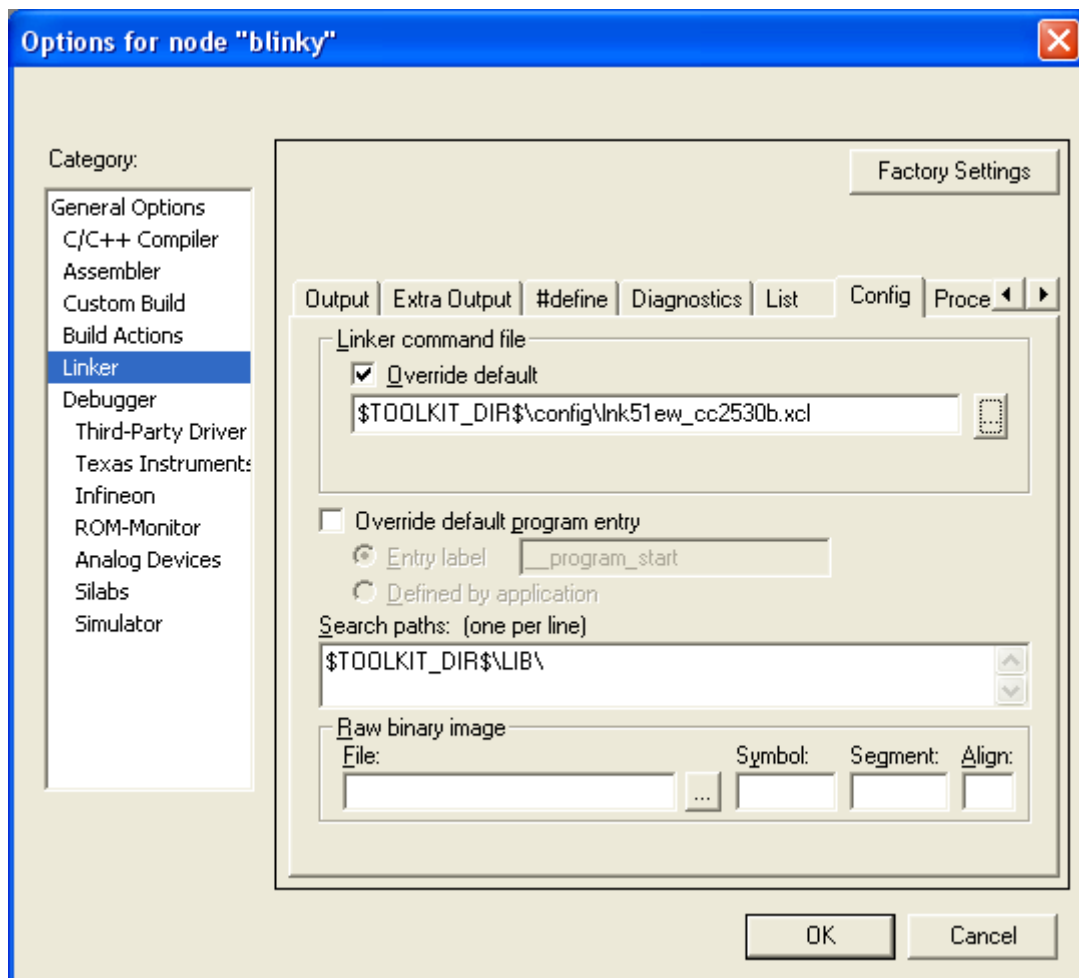 Options for node "blinky"
Category:
General Options
C/C++ Compiler
Assembler
Custom Build
Build Actions
Linker
Debugger
Third-Party Driver
Texas Instruments
Infineon
ROM-Monitor
Analog Devices
Silabs
Simulator
Factory Settings
Output Extra Output #define Diagnostics List Config Proce
Linker command file
Override default
$TOOLKIT_DIR$\config\lnk51ew_cc2530b.xcl
...
Override default program entry
Entry label __program_start
Defined by application
Search paths: (one per line)
$TOOLKIT_DIR$\LIB\
Raw binary image
File: Symbol: Segment: Align:
...
OK Cancel